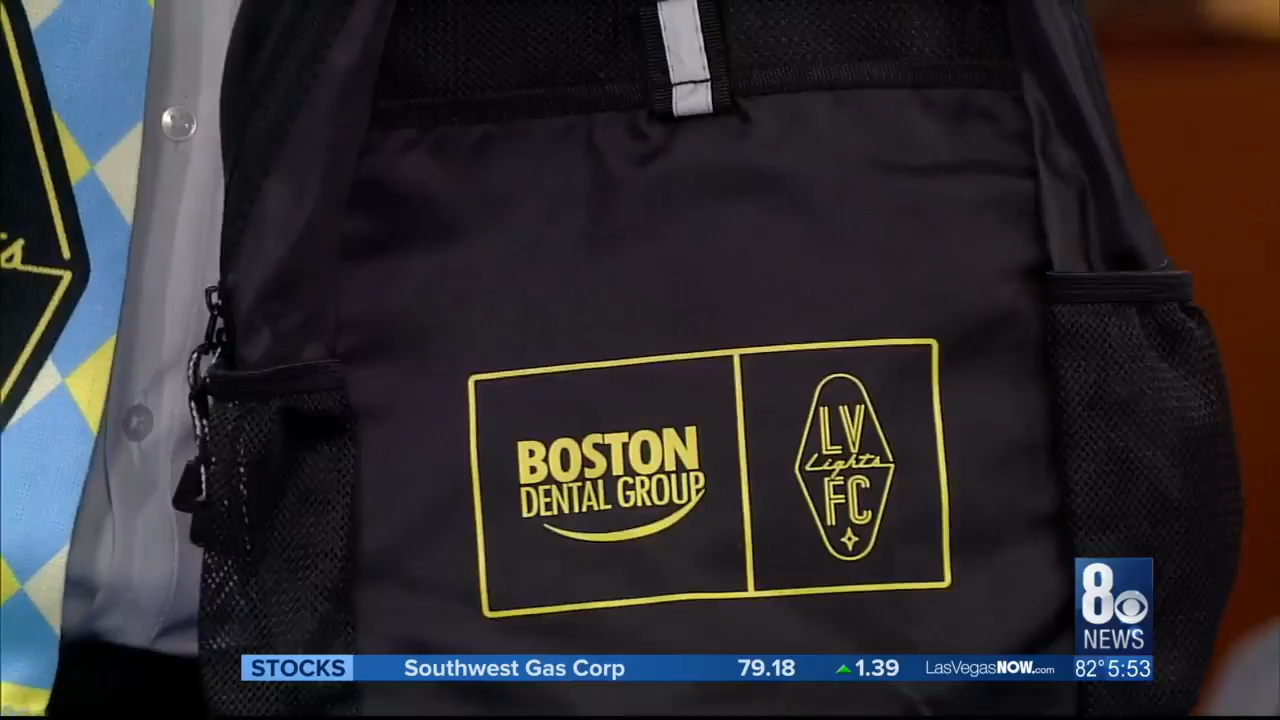 s
BOSTON
DENTAL GROUP
LV
Lights
FC
8
NEWS
STOCKS Southwest Gas Corp 79.18 ▲1.39 LasVegasNOW.com 82° 5:53